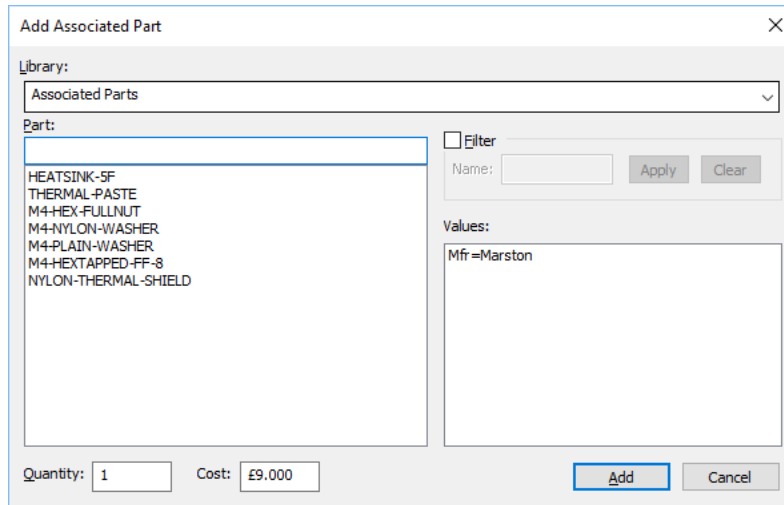 Add Associated Part
Library:
Associated Parts
Part:
HEATSINK-5F
THERMAL-PASTE
M4-HEX-FULLNUT
M4-NYLON-WASHER
M4-PLAIN-WASHER
M4-HEXTAPPED-FF-8
NYLON-THERMAL-SHIELD
Filter
Name: Apply Clear
Values:
Mfr=Marston
Quantity: 1 Cost: £9.000 Add Cancel